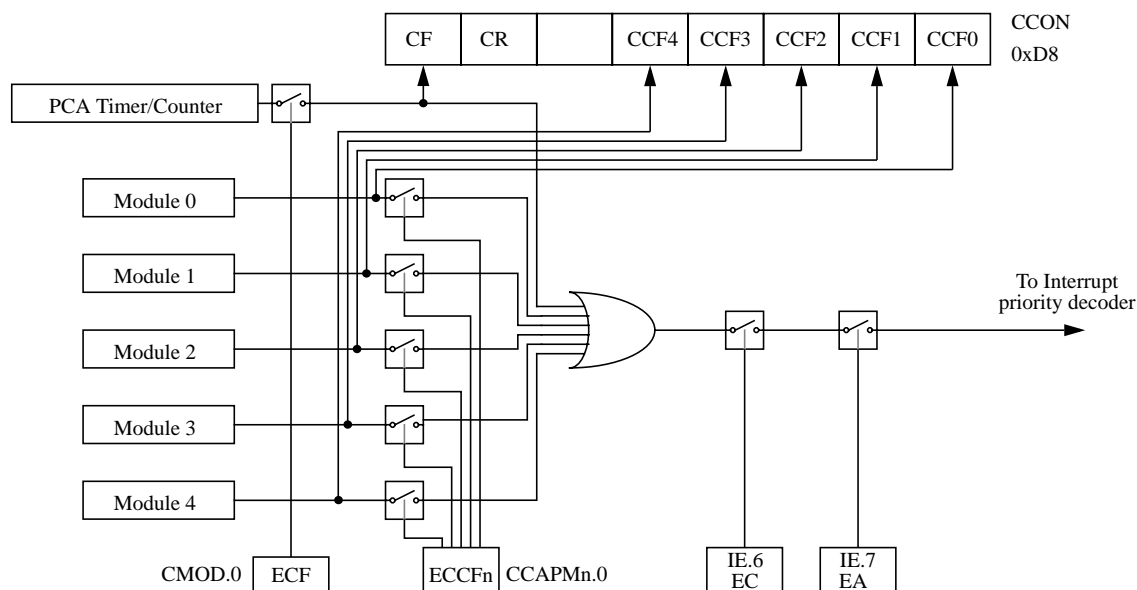 CF CR CCF4 CCF3 CCF2 CCF1 CCF0
CCON
0xD8
PCA Timer/Counter
Module 0
Module 1
Module 2
Module 3
Module 4
To Interrupt
priority decoder
CMOD.0
ECF
ECCFn
CCAPMn.0
IE.6
EC
IE.7
EA